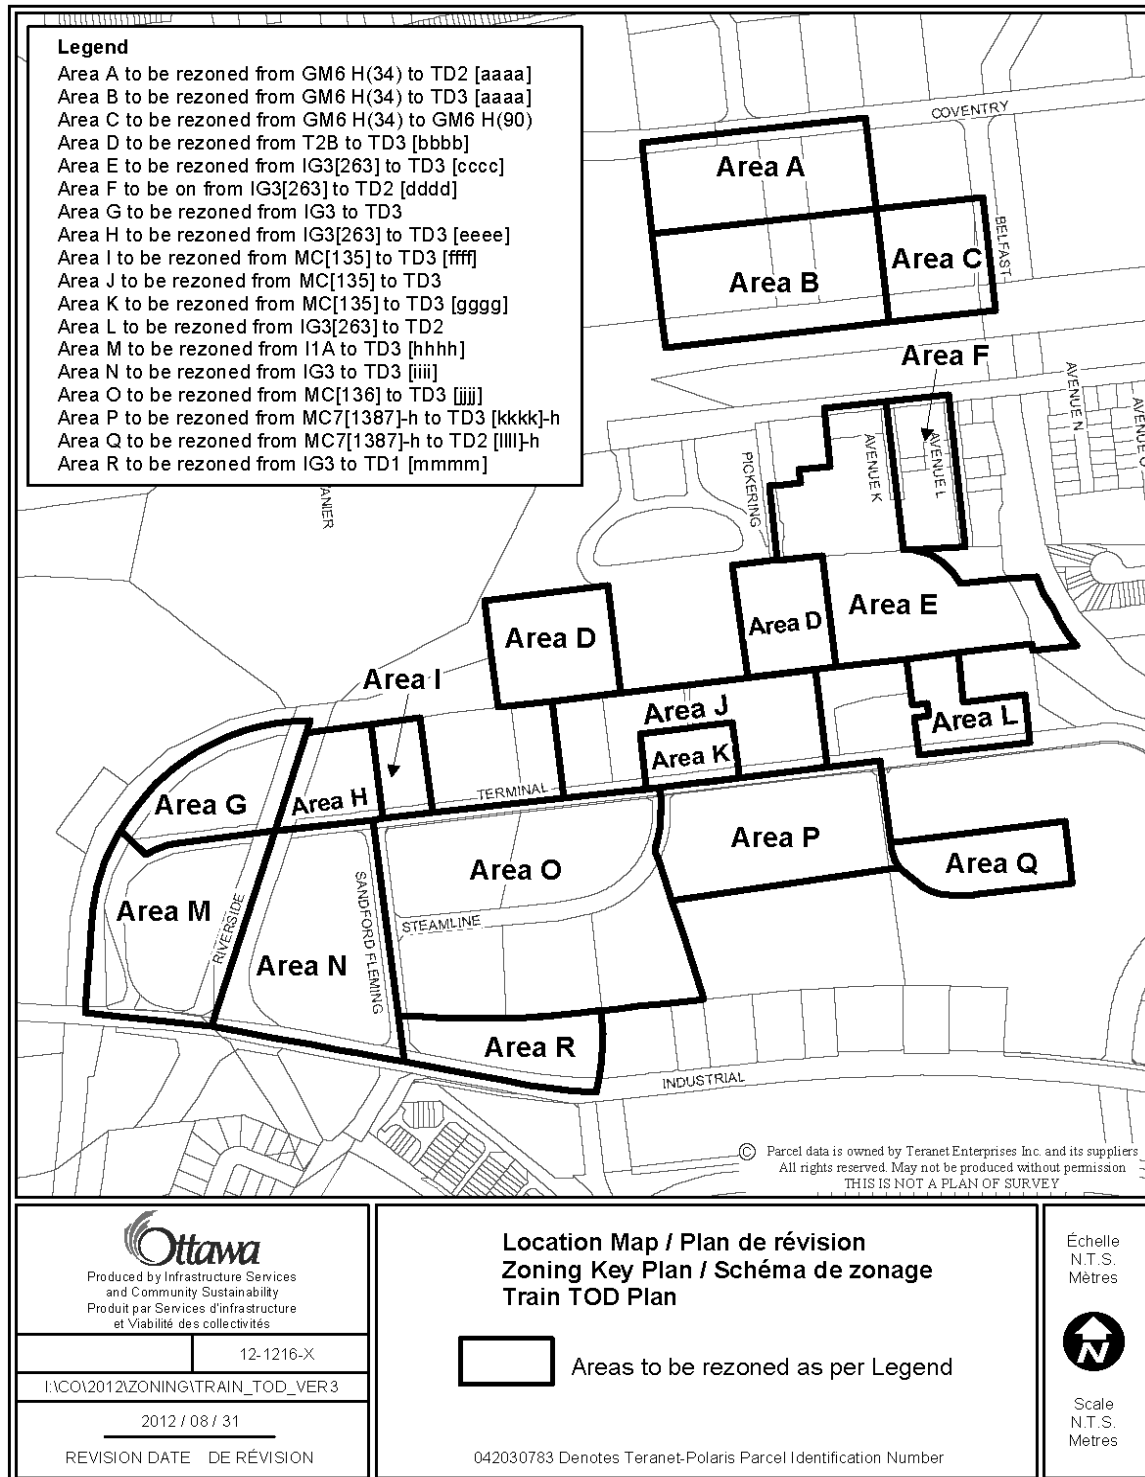 Legend
Area A to be rezoned from GM6 H(34) to TD2 [aaaa]
Area B to be rezoned from GM6 H(34) to TD3 [aaaa]
Area C to be rezoned from GM6 H(34) to GM6 H(90)
Area D to be rezoned from T2B to TD3 [bbbb]
Area E to be rezoned from IG3[263] to TD3 [cccc]
Area F to be on from IG3[263] to TD2 [dddd]
Area G to be rezoned from IG3 to TD3
Area H to be rezoned from IG3[263] to TD3 [eeee]
Area I to be rezoned from MC[135] to TD3 [ffff]
Area J to be rezoned from MC[135] to TD3
Area K to be rezoned from MC[135] to TD3 [gggg]
Area L to be rezoned from IG3[263] to TD2
Area M to be rezoned from I1A to TD3 [hhhh]
Area N to be rezoned from IG3 to TD3 [iiii]
Area O to be rezoned from MC[136] to TD3 [jjjj]
Area P to be rezoned from MC7[1387]-h to TD3 [kkkk]-h
Area Q to be rezoned from MC7[1387]-h to TD2 [llll]-h
Area R to be rezoned from IG3 to TD1 [mmmm]
COVENTRY
Area A
BELFAST
Area C
Area B
Area F
AVENUE N
AVENUE O
AVENUE K
AVENUE L
PICKERING
ANIER
Area E
Area D
Area D
Area I
Area J
Area L
Area K
TERMINAL
Area H
Area G
Area P
Area O
Area Q
SANDFORD FLEMING
Area M
RIVERSIDE
STEAMLINE
Area N
Area R
INDUSTRIAL
© Parcel data is owned by Teranet Enterprises Inc. and its suppliers
All rights reserved. May not be produced without permission
THIS IS NOT A PLAN OF SURVEY
Ottawa
Produced by Infrastructure Services
and Community Sustainability
Produit par Services d'infrastructure
et Viabilité des collectivités
12-1216-X
I:\CO\2012\ZONING\TRAIN_TOD_VER3
2012 / 08 / 31
REVISION DATE DE RÉVISION
Location Map / Plan de révision
Zoning Key Plan / Schéma de zonage
Train TOD Plan
Areas to be rezoned as per Legend
042030783 Denotes Teranet-Polaris Parcel Identification Number
Échelle
N.T.S.
Mètres
N
Scale
N.T.S.
Metres